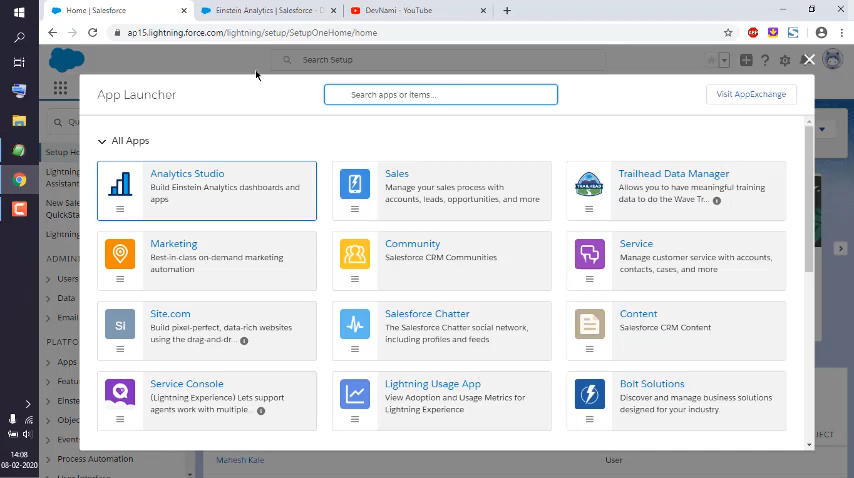 Home | Salesforce
Einstein Analytics | Salesforce - D
DevNami - YouTube
ap15.lightning.force.com/lightning/setup/SetupOneHome/home
Search Setup
App Launcher
Search apps or items...
Visit AppExchange
Qu
All Apps
Setup Ho
Lightning
Assistant
New Sale
QuickSta
Lightning
ADMINI
Users
Data
Email
PLATFO
Apps
Featur
Einste
Objec
Events
Process Automation
User Interface
Analytics Studio
Build Einstein Analytics dashboards and
apps
Sales
Manage your sales process with
accounts, leads, opportunities, and more
Trailhead Data Manager
Allows you to have meaningful training
data to do the Wave Tr...
Marketing
Best-in-class on-demand marketing
automation
Community
Salesforce CRM Communities
Service
Manage customer service with accounts,
contacts, cases, and more
Si
Site.com
Build pixel-perfect, data-rich websites
using the drag-and-dr...
Salesforce Chatter
The Salesforce Chatter social network,
including profiles and feeds
Content
Salesforce CRM Content
Service Console
(Lightning Experience) Lets support
agents work with multiple...
Lightning Usage App
View Adoption and Usage Metrics for
Lightning Experience
Bolt Solutions
Discover and manage business solutions
designed for your industry.
JECT
Mahesh Kale
User
14:08
08-02-2020